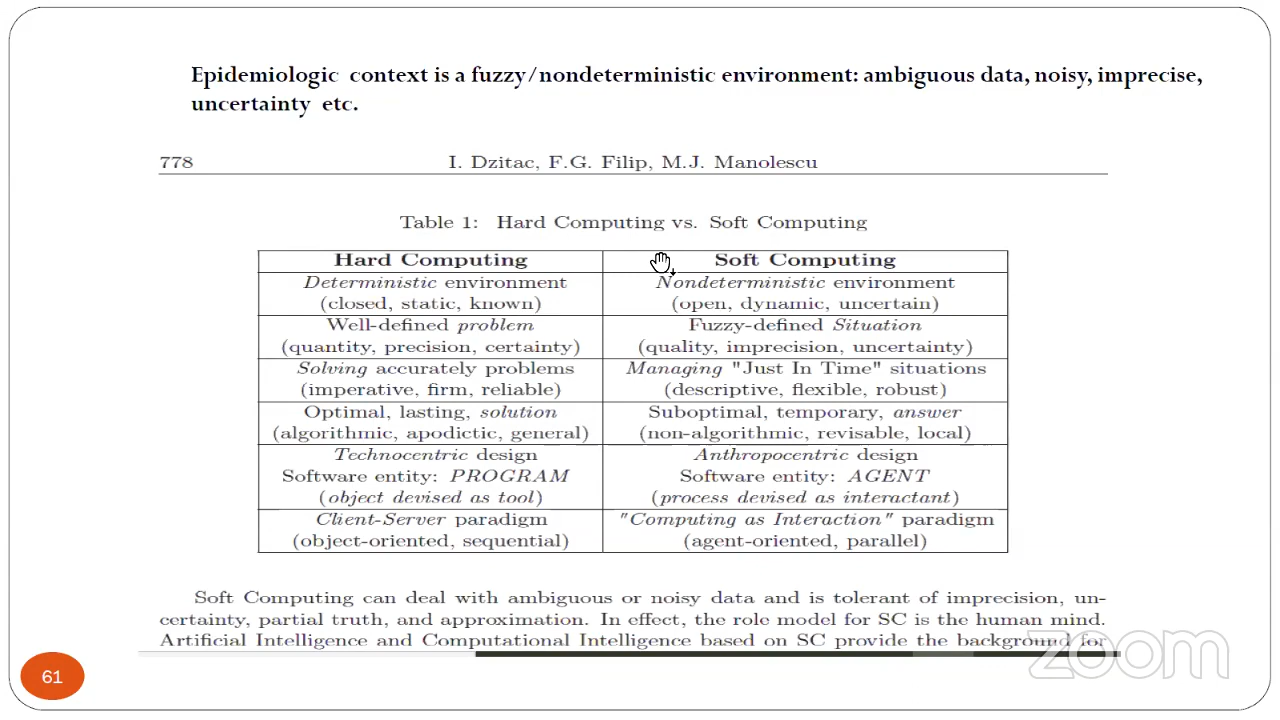 Epidemiologic context is a fuzzy/nondeterministic environment: ambiguous data, noisy, imprecise,
uncertainty etc.
778 I. Dzitac, F.G. Filip, M.J. Manolescu
Table 1: Hard Computing vs. Soft Computing
Hard Computing Soft Computing
Deterministic environment Nondeterministic environment
(closed, static, known) (open, dynamic, uncertain)
Well-defined problem Fuzzy-defined Situation
(quantity, precision, certainty) (quality, imprecision, uncertainty)
Solving accurately problems Managing "Just In Time" situations
(imperative, firm, reliable) (descriptive, flexible, robust)
Optimal, lasting, solution Suboptimal, temporary, answer
(algorithmic, apodictic, general) (non-algorithmic, revisable, local)
Technocentric design Anthropocentric design
Software entity: PROGRAM Software entity: AGENT
(object devised as tool) (process devised as interactant)
Client-Server paradigm "Computing as Interaction" paradigm
(object-oriented, sequential) (agent-oriented, parallel)
Soft Computing can deal with ambiguous or noisy data and is tolerant of imprecision, un-
certainty, partial truth, and approximation. In effect, the role model for SC is the human mind.
Artificial Intelligence and Computational Intelligence based on SC provide the background for
61
zoom